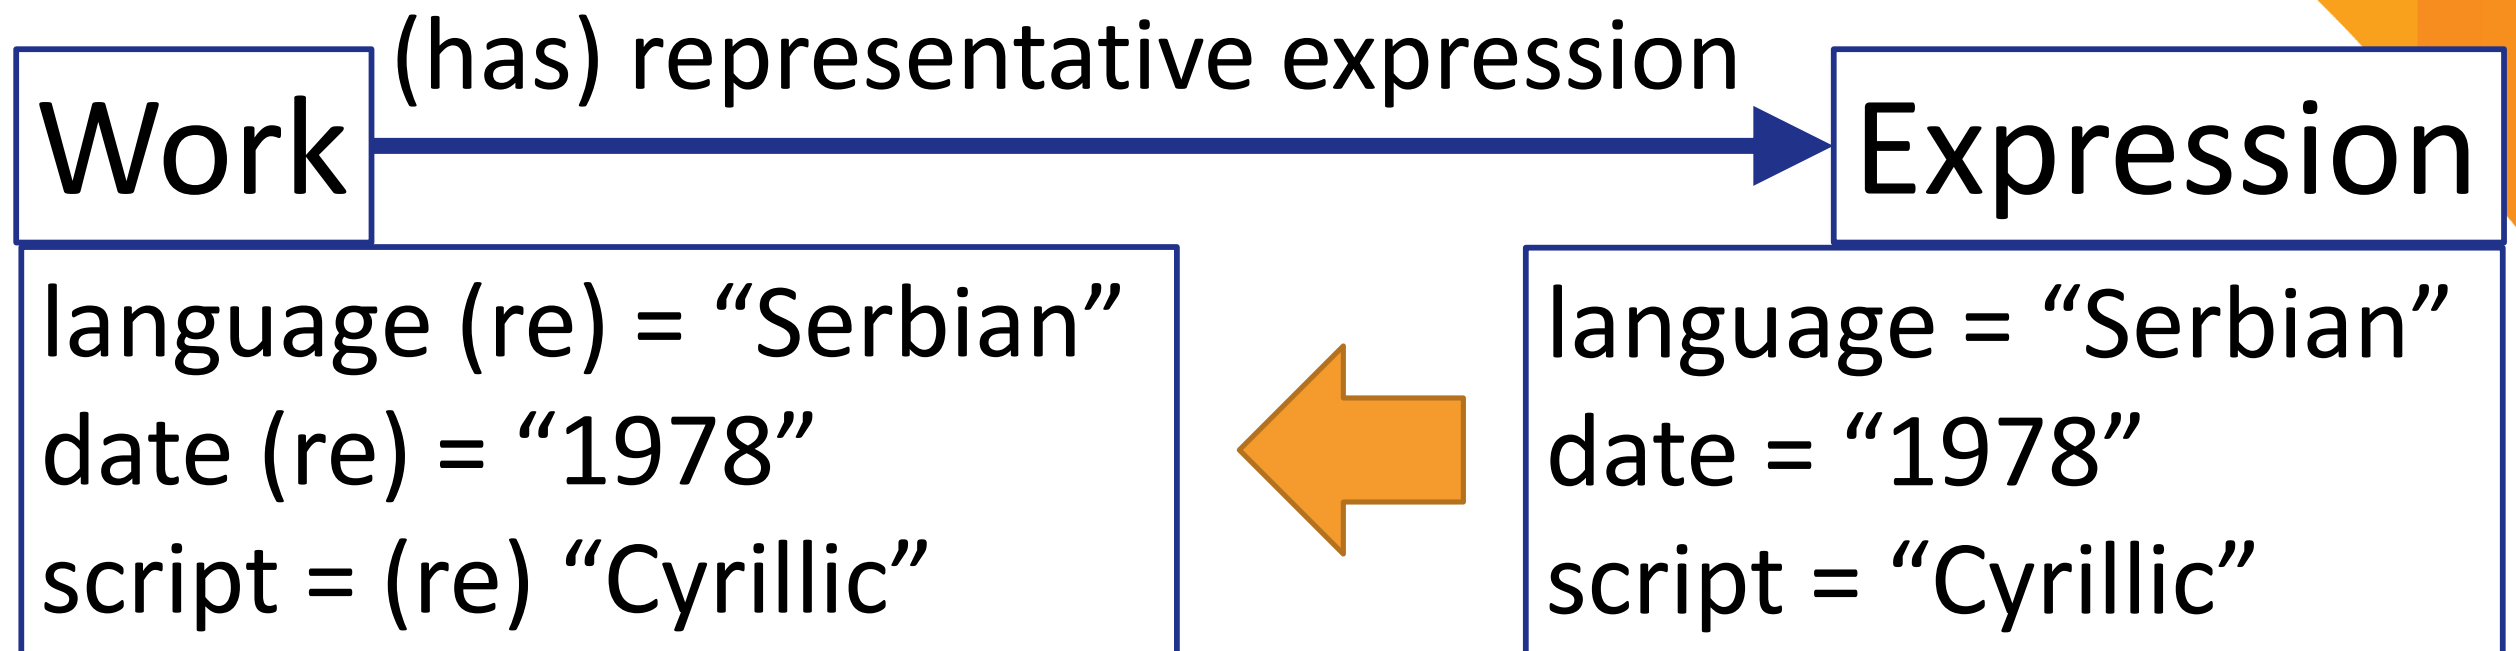 (has) representative expression
Work
Expression
language (re) = “Serbian”
date (re) = “1978”
script = (re) “Cyrillic”
language = “Serbian”
date = “1978”
script = “Cyrillic”